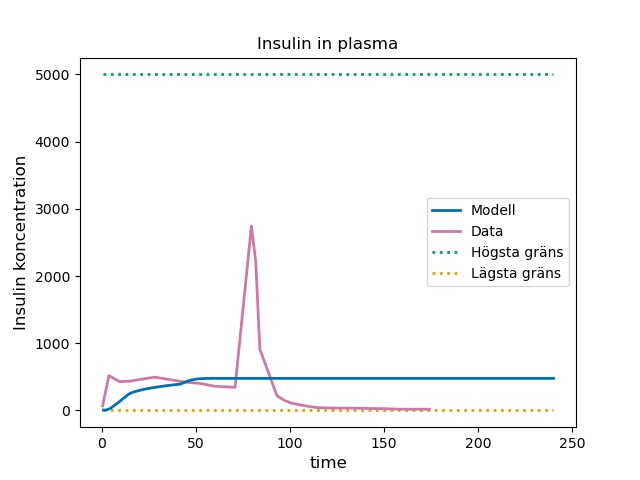 Insulin in plasma
Insulin koncentration
5000
4000
3000
2000
1000
0
Modell
Data
Högsta gräns
Lägsta gräns
0
50
100
150
200
250
time